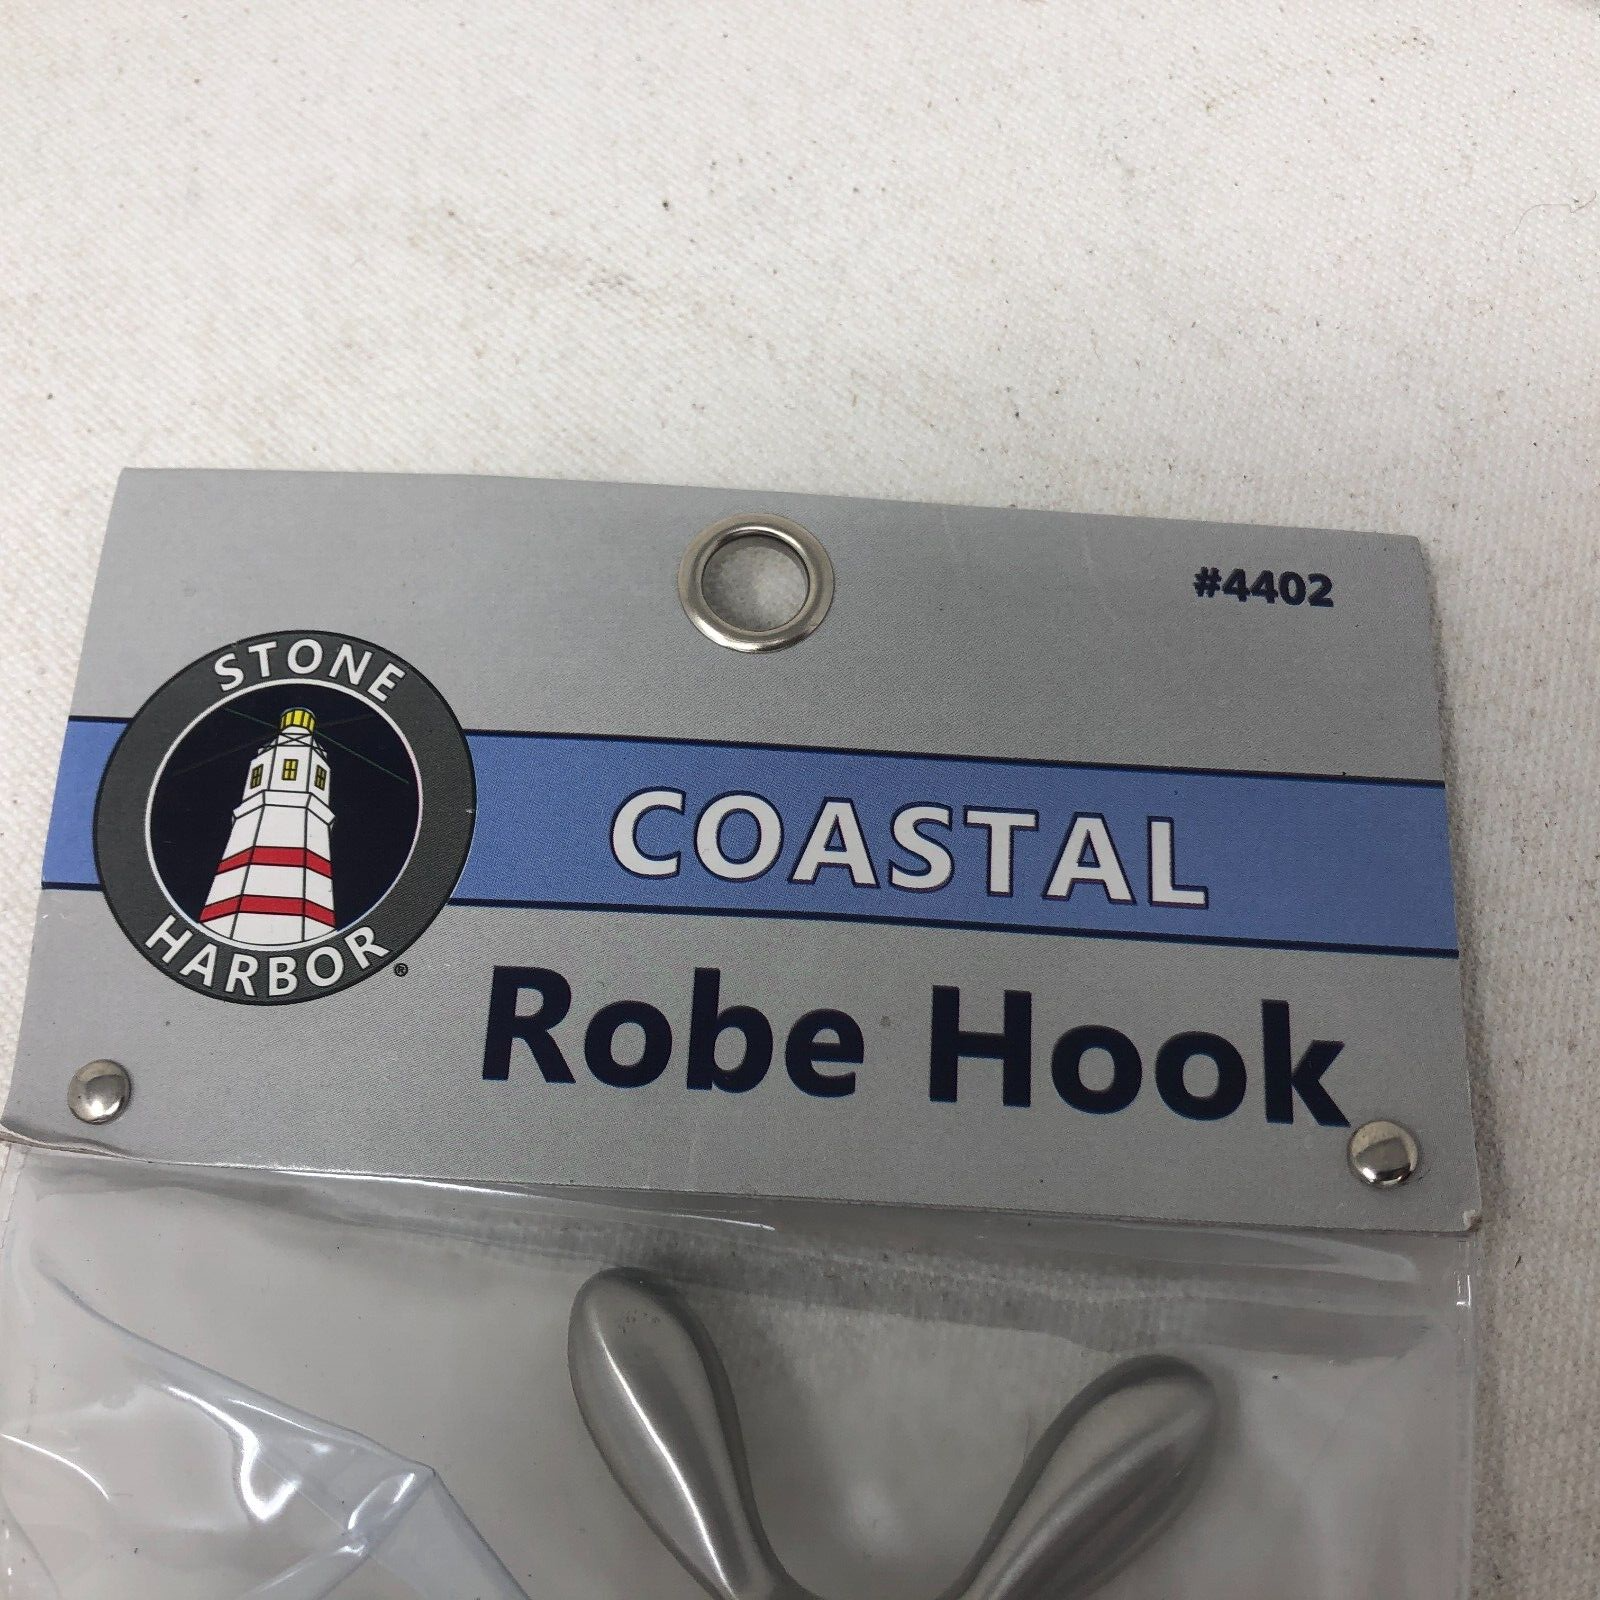 #4402
STONE
HARBOR®
COASTAL
Robe Hook